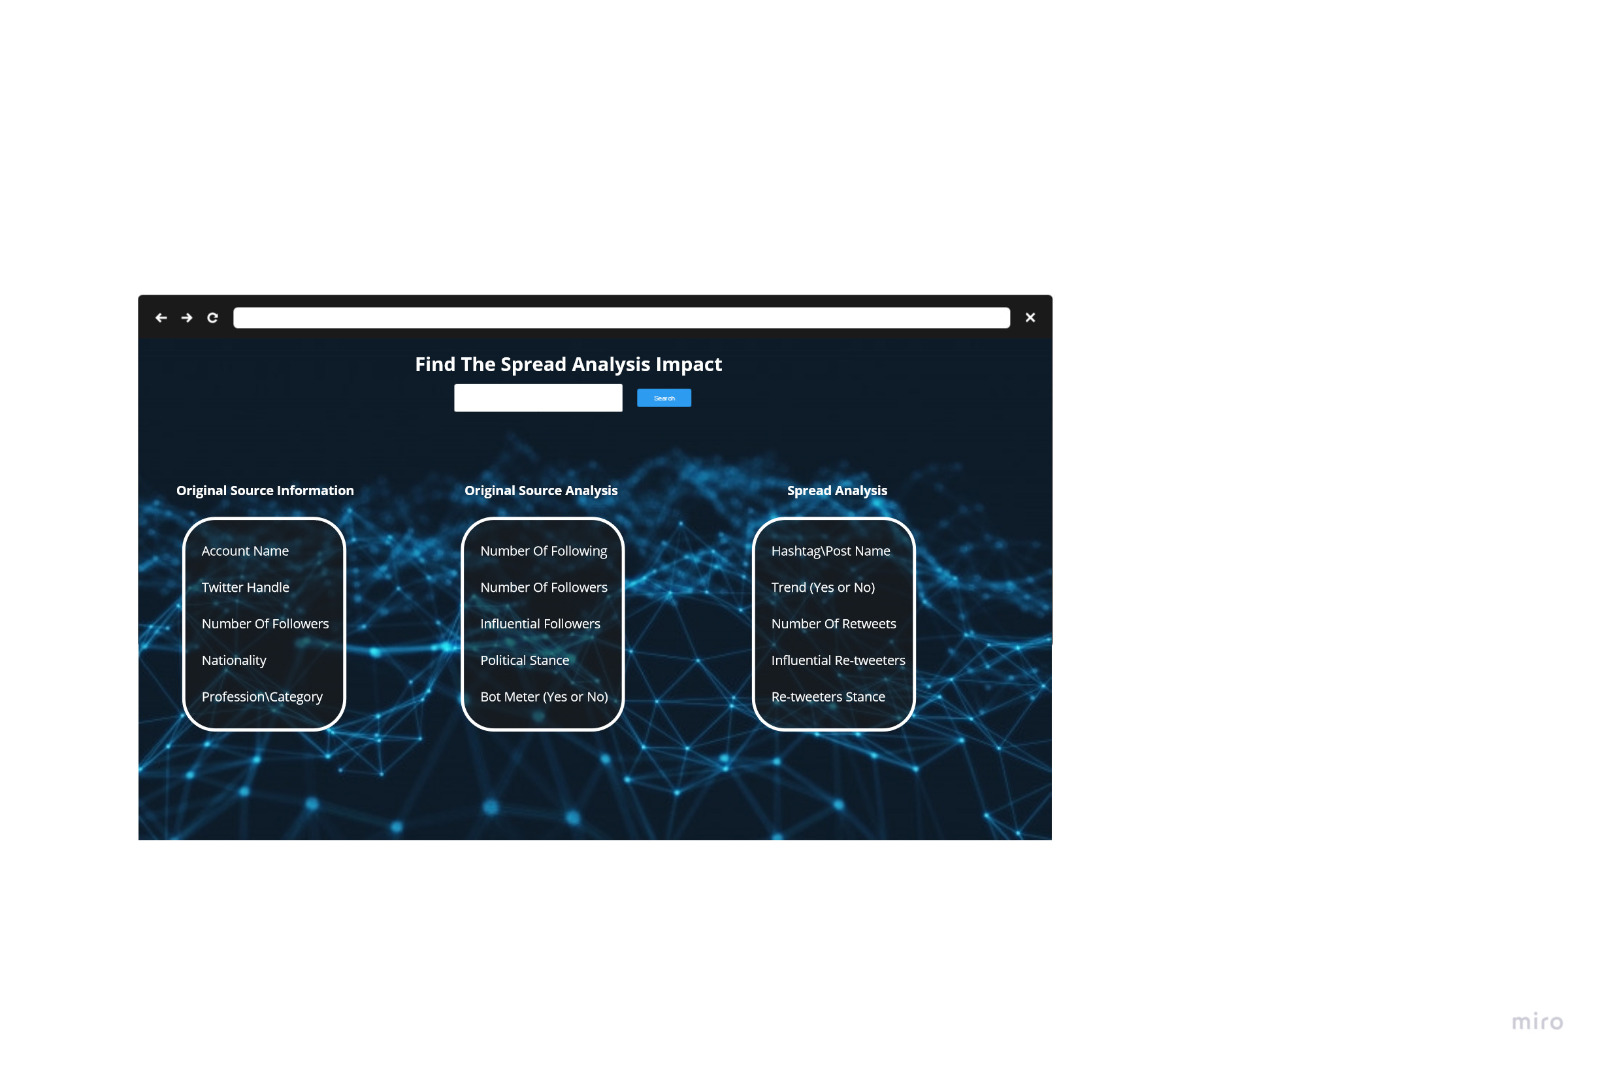 Find The Spread Analysis Impact
Search
Original Source Information
Account Name
Twitter Handle
Number Of Followers
Nationality
Profession\Category
Original Source Analysis
Number Of Following
Number Of Followers
Influential Followers
Political Stance
Bot Meter (Yes or No)
Spread Analysis
Hashtag\Post Name
Trend (Yes or No)
Number Of Retweets
Influential Re-tweeters
Re-tweeters Stance
miro